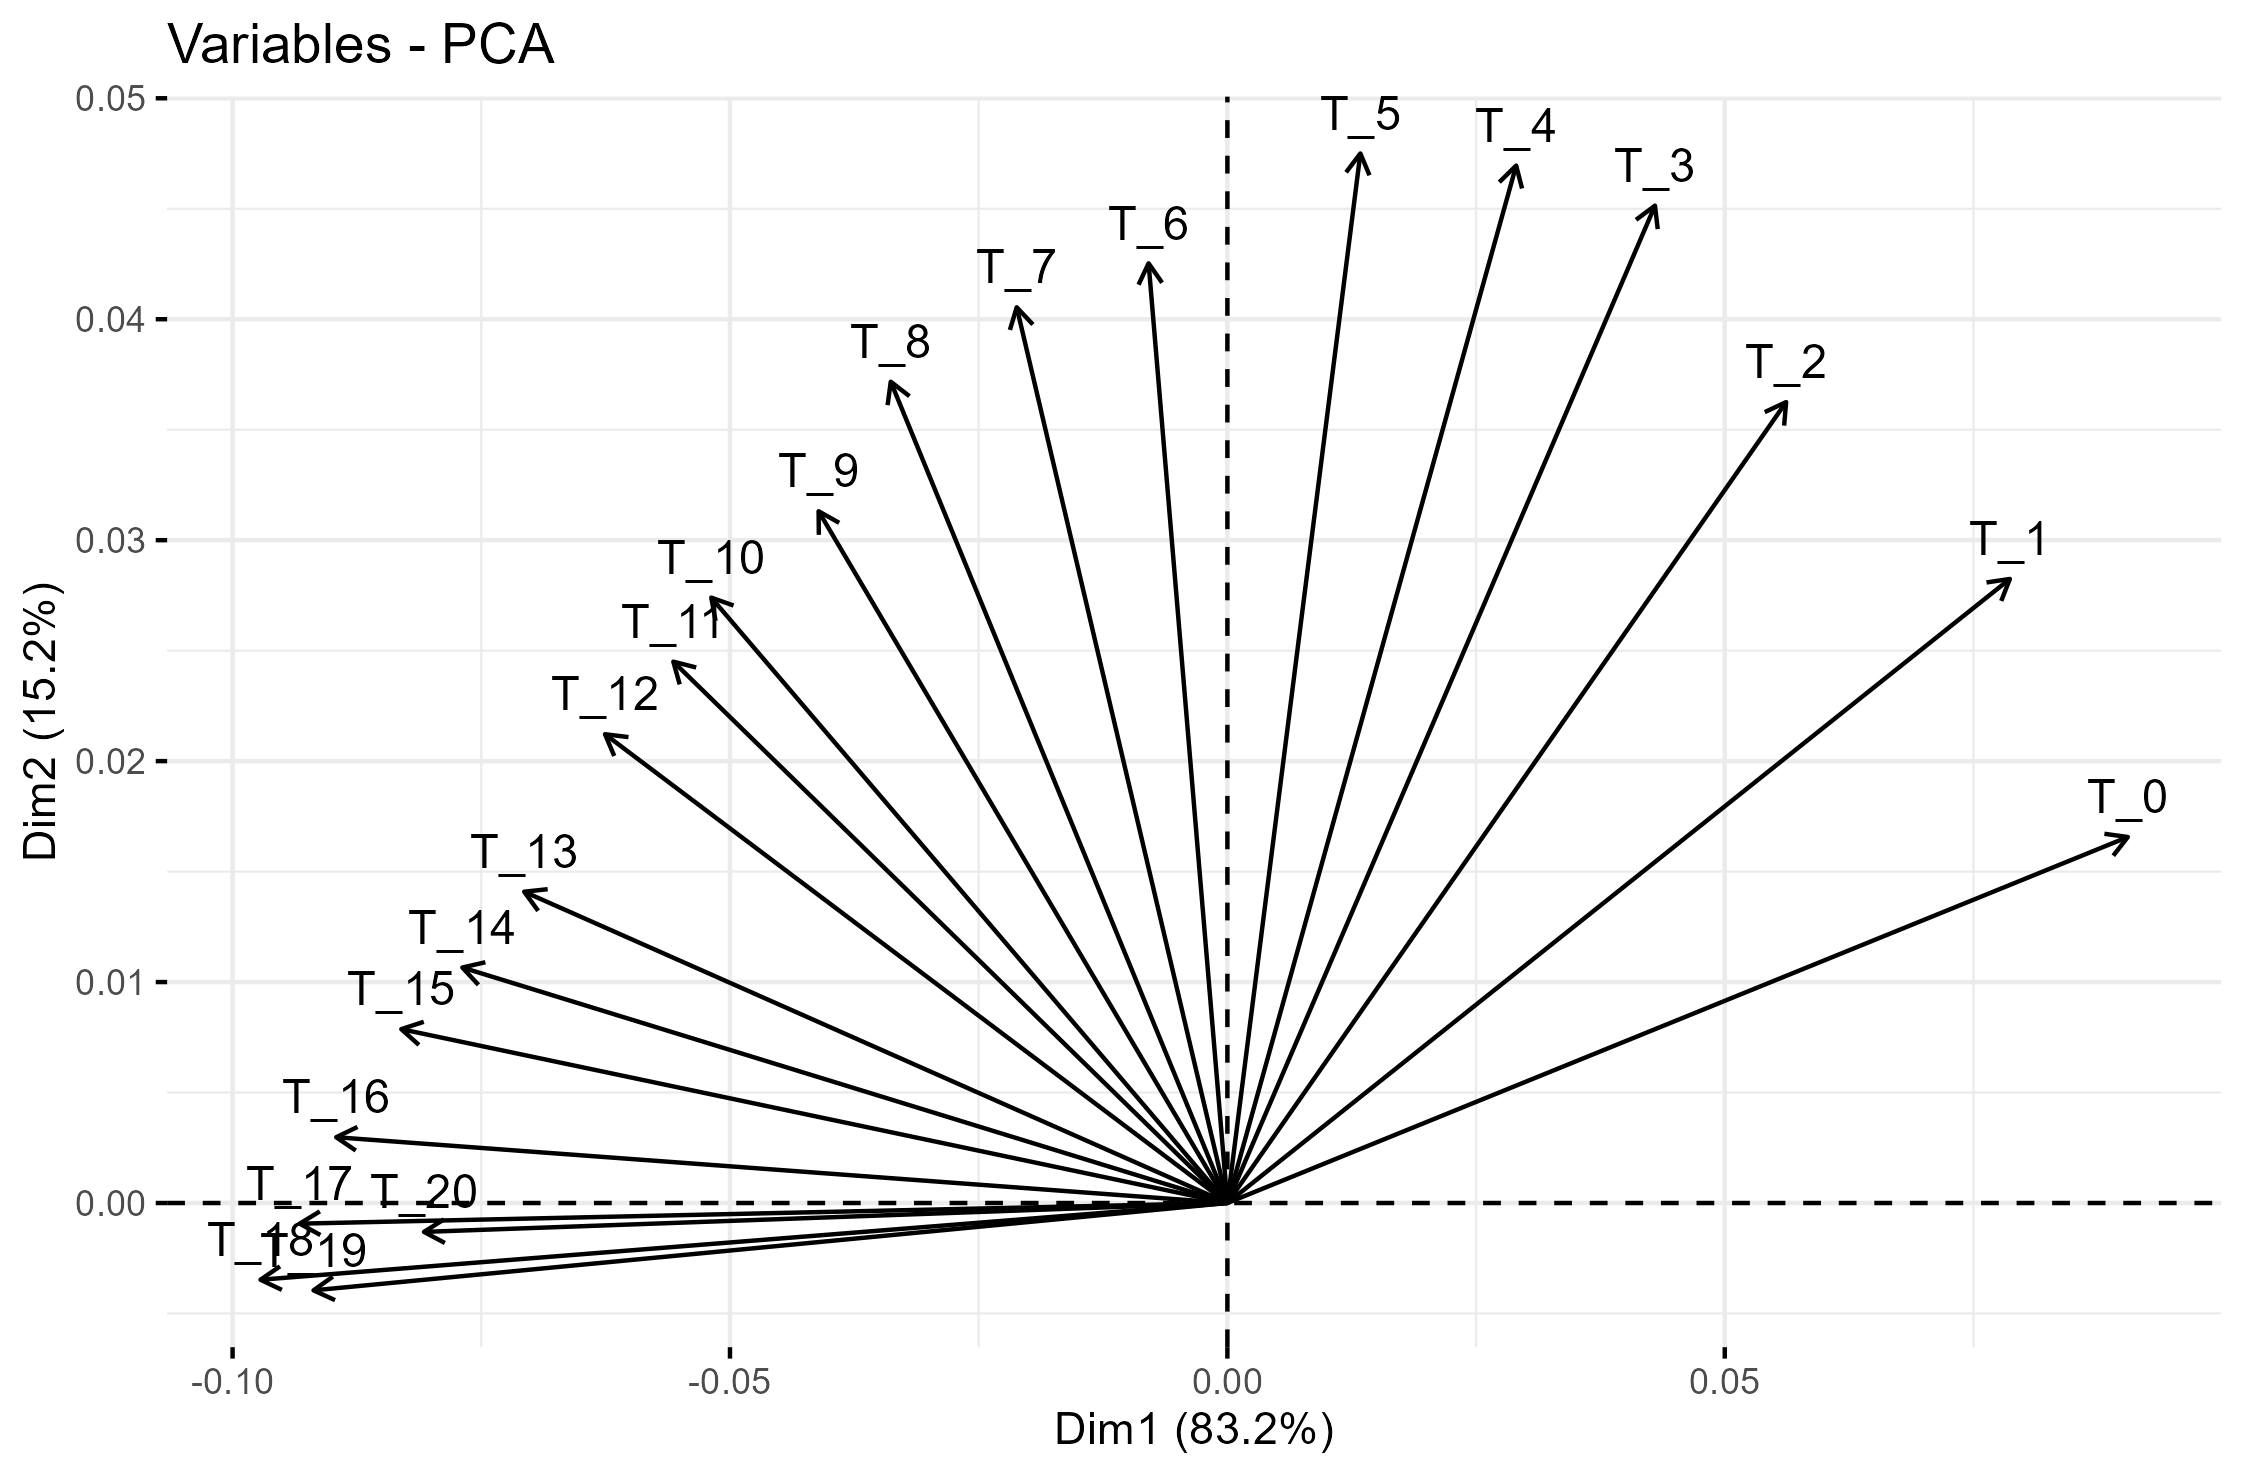 Variables - PCA
0.05
T_5
T_4
T_3
T_6
T_7
0.04
T_8
T_2
T_9
T_1
0.03
T_10
T_11
T_12
Dim2 (15.2%)
0.02
T_0
T_13
T_14
0.01
T_15
T_16
T_17
T_20
0.00
T_18
T_19
-0.10
-0.05
0.00
0.05
Dim1 (83.2%)